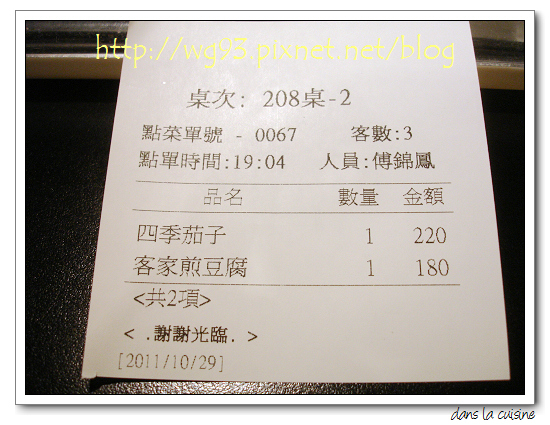 http://wg95.pixnet.net/blog
桌次: 208桌-2
點菜單號 - 0067 客數:3
點單時間:19:04 人員:傅錦鳳
品名 數量 金額
四季茄子 1 220
客家煎豆腐 1 180
<共2項>
< .謝謝光臨. >
[2011/10/29]
dans la cuisine